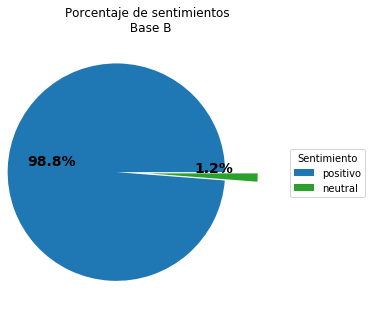 Porcentaje de sentimientos
Base B
98.8%
1.2%
Sentimiento
positivo
neutral